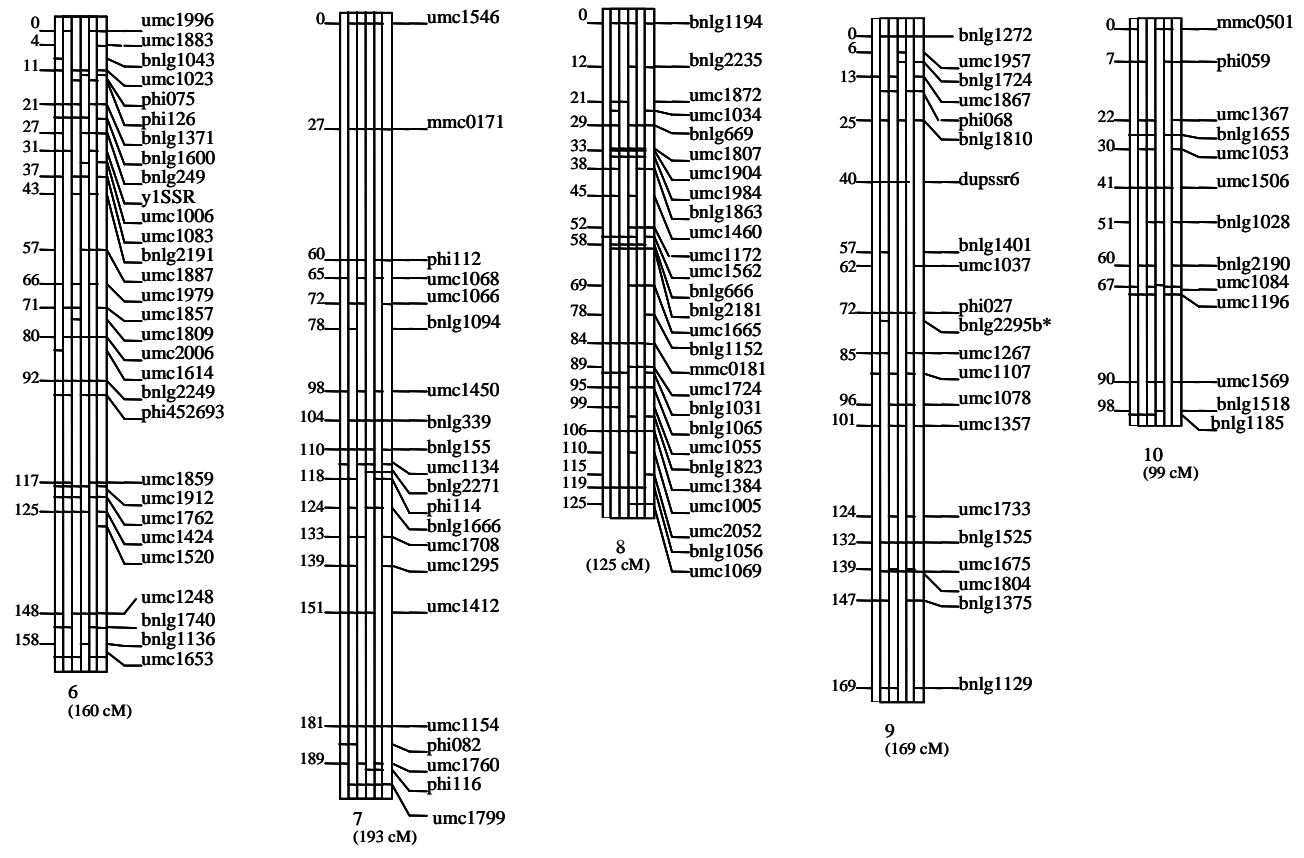 0
4
11
21
27
31
37
43
57
66
71
80
92
117
125
148
158
umc1996
umc1883
bnlg1043
umc1023
phi075
phi126
bnlg1371
bnlg1600
bnlg249
y1SSR
umc1006
umc1083
bnlg2191
umc1887
umc1979
umc1857
umc1809
umc2006
umc1614
bnlg2249
phi452693
umc1859
umc1912
umc1762
umc1424
umc1520
umc1248
bnlg1740
bnlg1136
umc1653
6
(160 cM)
0
27
60
65
72
78
98
104
110
118
124
133
139
151
181
189
umc1546
mmc0171
phi112
umc1068
umc1066
bnlg1094
umc1450
bnlg339
bnlg155
umc1134
bnlg2271
phi114
bnlg1666
umc1708
umc1295
umc1412
umc1154
phi082
umc1760
phi116
umc1799
7
(193 cM)
0
12
21
29
33
38
45
52
58
69
78
84
89
95
99
106
110
115
119
125
bnlg1194
bnlg2235
umc1872
umc1034
bnlg669
umc1807
umc1904
umc1984
bnlg1863
umc1460
umc1172
umc1562
bnlg666
bnlg2181
umc1665
bnlg1152
mmc0181
umc1724
bnlg1031
bnlg1065
umc1055
bnlg1823
umc1384
umc1005
umc2052
bnlg1056
umc1069
8
(125 cM)
0
6
13
25
40
57
62
72
85
96
101
124
132
139
147
169
bnlg1272
umc1957
bnlg1724
umc1867
phi068
bnlg1810
dupssr6
bnlg1401
umc1037
phi027
bnlg2295b*
umc1267
umc1107
umc1078
umc1357
umc1733
bnlg1525
umc1675
umc1804
bnlg1375
bnlg1129
9
(169 cM)
0
7
22
30
41
51
60
67
90
98
mmc0501
phi059
umc1367
bnlg1655
umc1053
umc1506
bnlg1028
bnlg2190
umc1084
umc1196
umc1569
bnlg1518
bnlg1185
10
(99 cM)